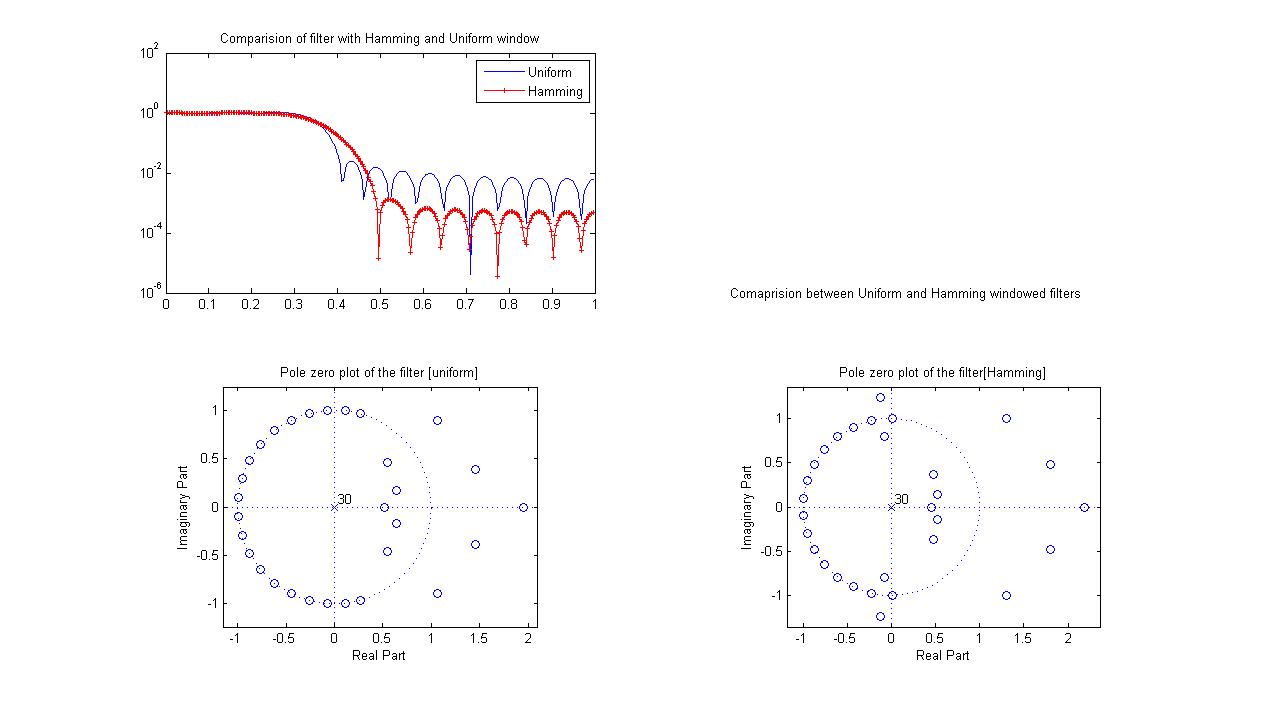 Comparision of filter with Hamming and Uniform window
10^2
10^0
10^-2
10^-4
10^-6
Uniform
Hamming
0 0.1 0.2 0.3 0.4 0.5 0.6 0.7 0.8 0.9 1
Comaprision between Uniform and Hamming windowed filters
Pole zero plot of the filter [uniform]
Imaginary Part
1
0.5
0
-0.5
-1
30
-1 -0.5 0 0.5 1 1.5 2
Real Part
Pole zero plot of the filter[Hamming]
Imaginary Part
1
0.5
0
-0.5
-1
30
-1 -0.5 0 0.5 1 1.5 2
Real Part